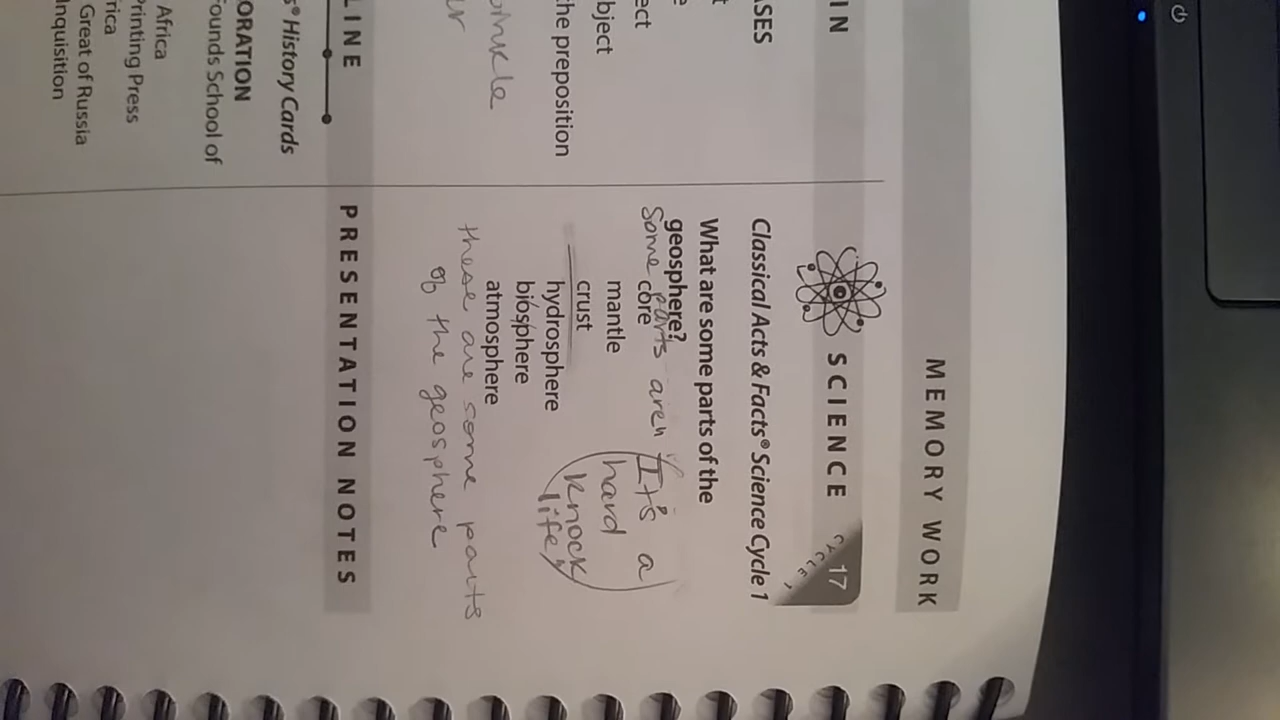 MEMORY WORK
IN
ASES
t
e
ect
bject
he preposition
SCIENCE
CYCLE 1
17
Classical Acts & Facts® Science Cycle 1
What are some parts of the
geosphere?
Some parts are
core
mantle
crust
hydrosphere
biosphere
atmosphere
It's a
hard
knock
life
these are some parts
of the geosphere
LINE
s® History Cards
ORATION
ounds School of
Africa
Printing Press
rica
Great of Russia
Inquisition
PRESENTATION NOTES